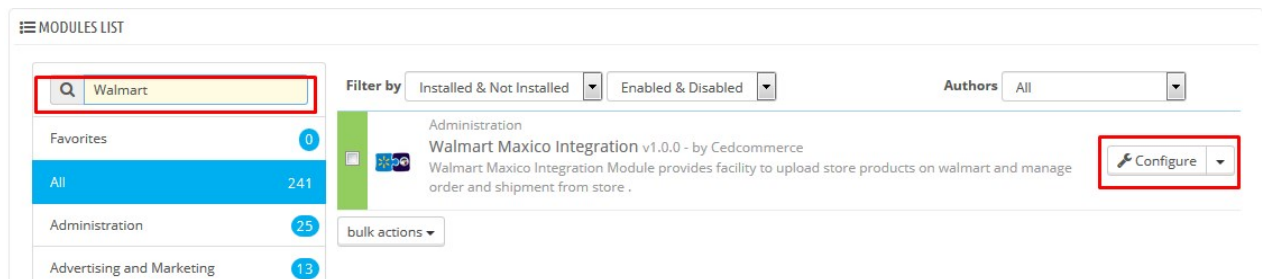 MODULES LIST
Walmart
Filter by Installed & Not Installed Enabled & Disabled Authors All
Favorites 0
All 241
Administration 25
Advertising and Marketing 13
Administration
Walmart Maxico Integration v1.0.0 - by Cedcommerce
Walmart Maxico Integration Module provides facility to upload store products on walmart and manage
order and shipment from store .
Configure
bulk actions